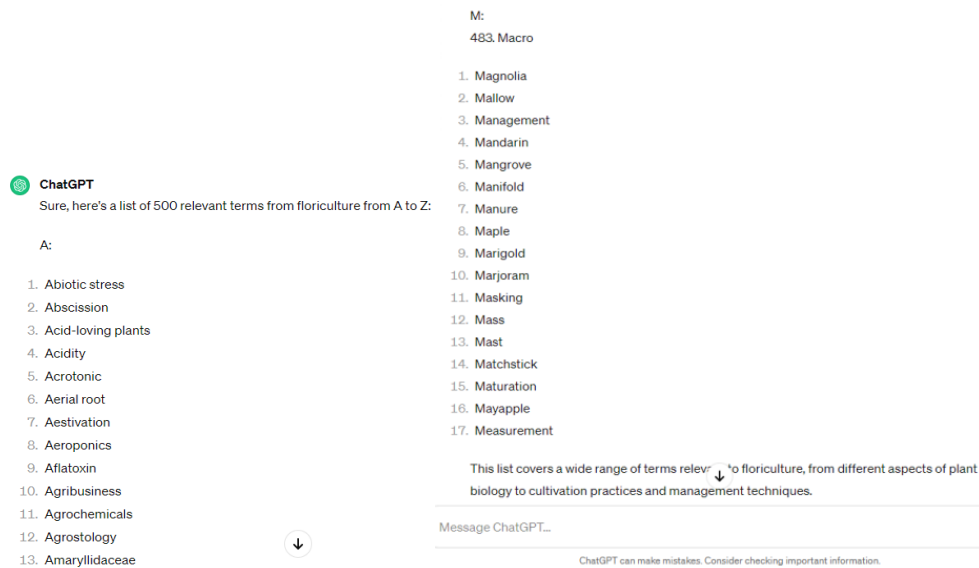 ChatGPT
Sure, here's a list of 500 relevant terms from floriculture from A to Z:
A:
1. Abiotic stress
2. Abscission
3. Acid-loving plants
4. Acidity
5. Acrotonic
6. Aerial root
7. Aestivation
8. Aeroponics
9. Aflatoxin
10. Agribusiness
11. Agrochemicals
12. Agrostology
13. Amaryllidaceae
M:
483. Macro
1. Magnolia
2. Mallow
3. Management
4. Mandarin
5. Mangrove
6. Manifold
7. Manure
8. Maple
9. Marigold
10. Marjoram
11. Masking
12. Mass
13. Mast
14. Matchstick
15. Maturation
16. Mayapple
17. Measurement
This list covers a wide range of terms releva to floriculture, from different aspects of plant
biology to cultivation practices and management techniques.
Message ChatGPT...
ChatGPT can make mistakes. Consider checking important information.